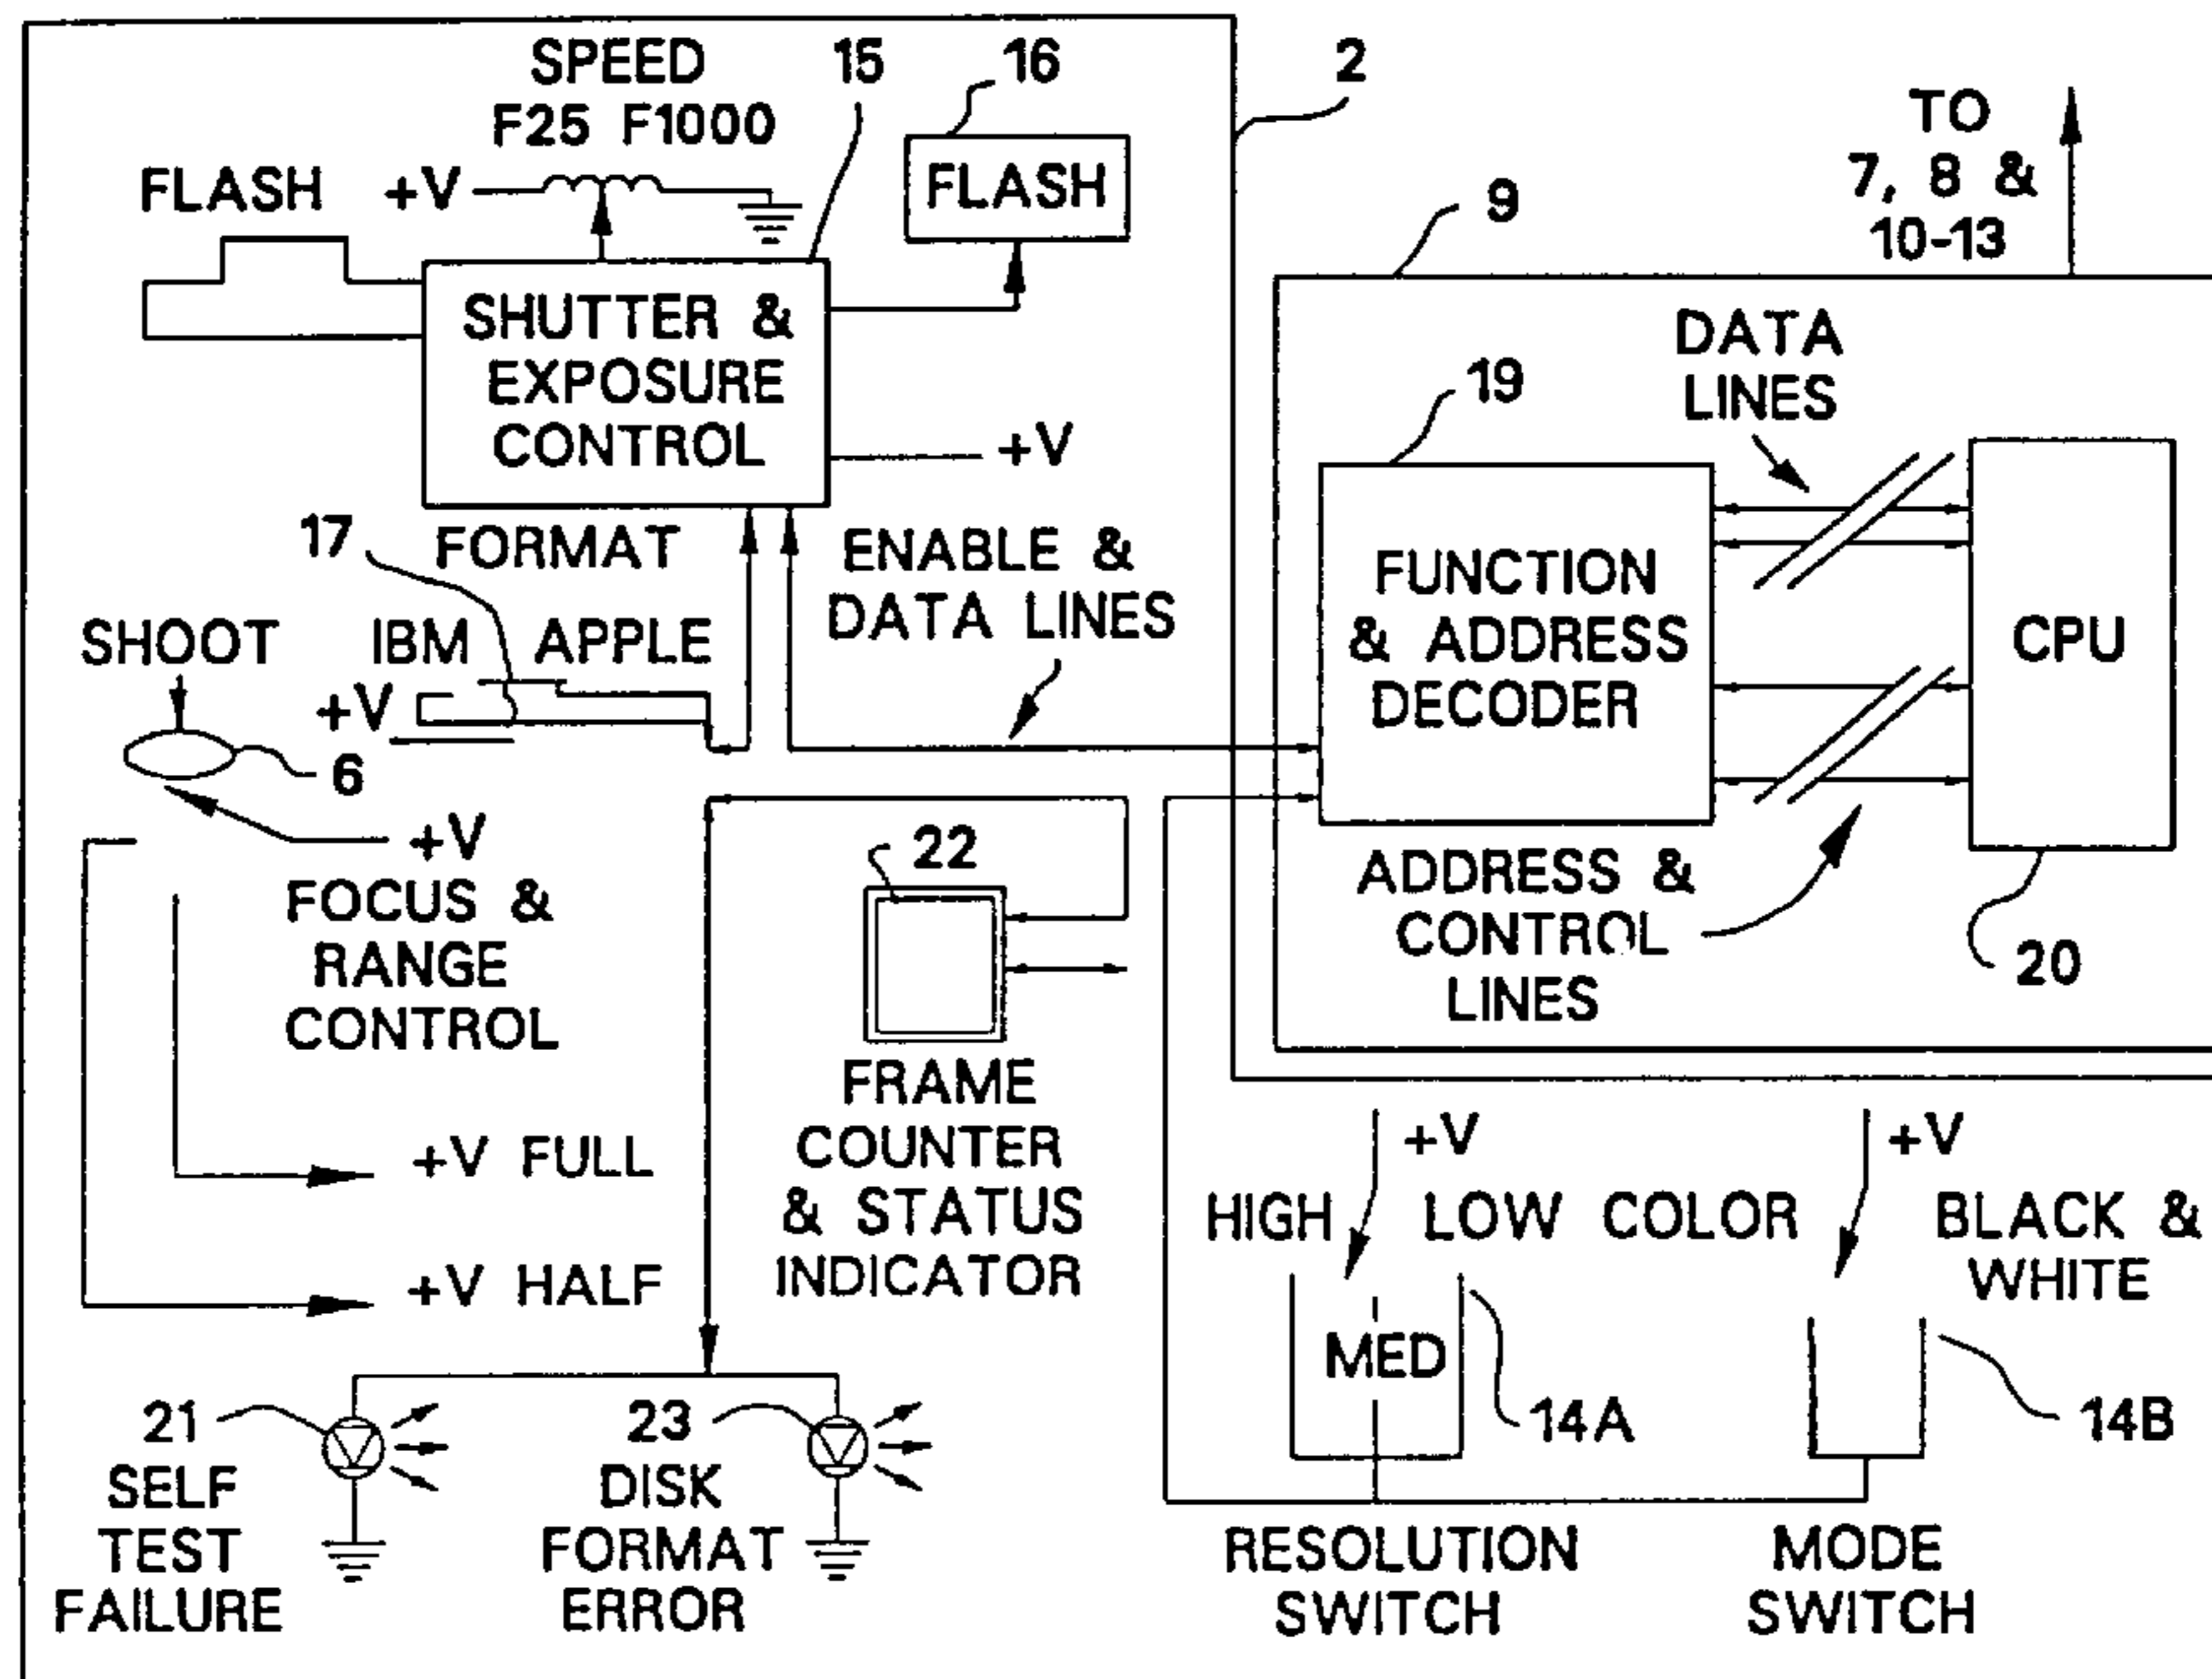 SPEED
F25 F1000
15
16
2
FLASH
+V
FLASH
TO
7, 8 &
10-13
9
SHUTTER &
EXPOSURE
CONTROL
+V
DATA
LINES
19
17
FORMAT
IBM APPLE
ENABLE &
DATA LINES
SHOOT
+V
6
FUNCTION
& ADDRESS
DECODER
CPU
+V
FOCUS &
RANGE
CONTROL
22
ADDRESS &
CONTROL
LINES
20
FRAME
COUNTER
& STATUS
INDICATOR
+V FULL
+V HALF
+V
+V
HIGH
LOW
COLOR
BLACK &
WHITE
MED
14A
14B
21
SELF
TEST
FAILURE
23
DISK
FORMAT
ERROR
RESOLUTION
SWITCH
MODE
SWITCH